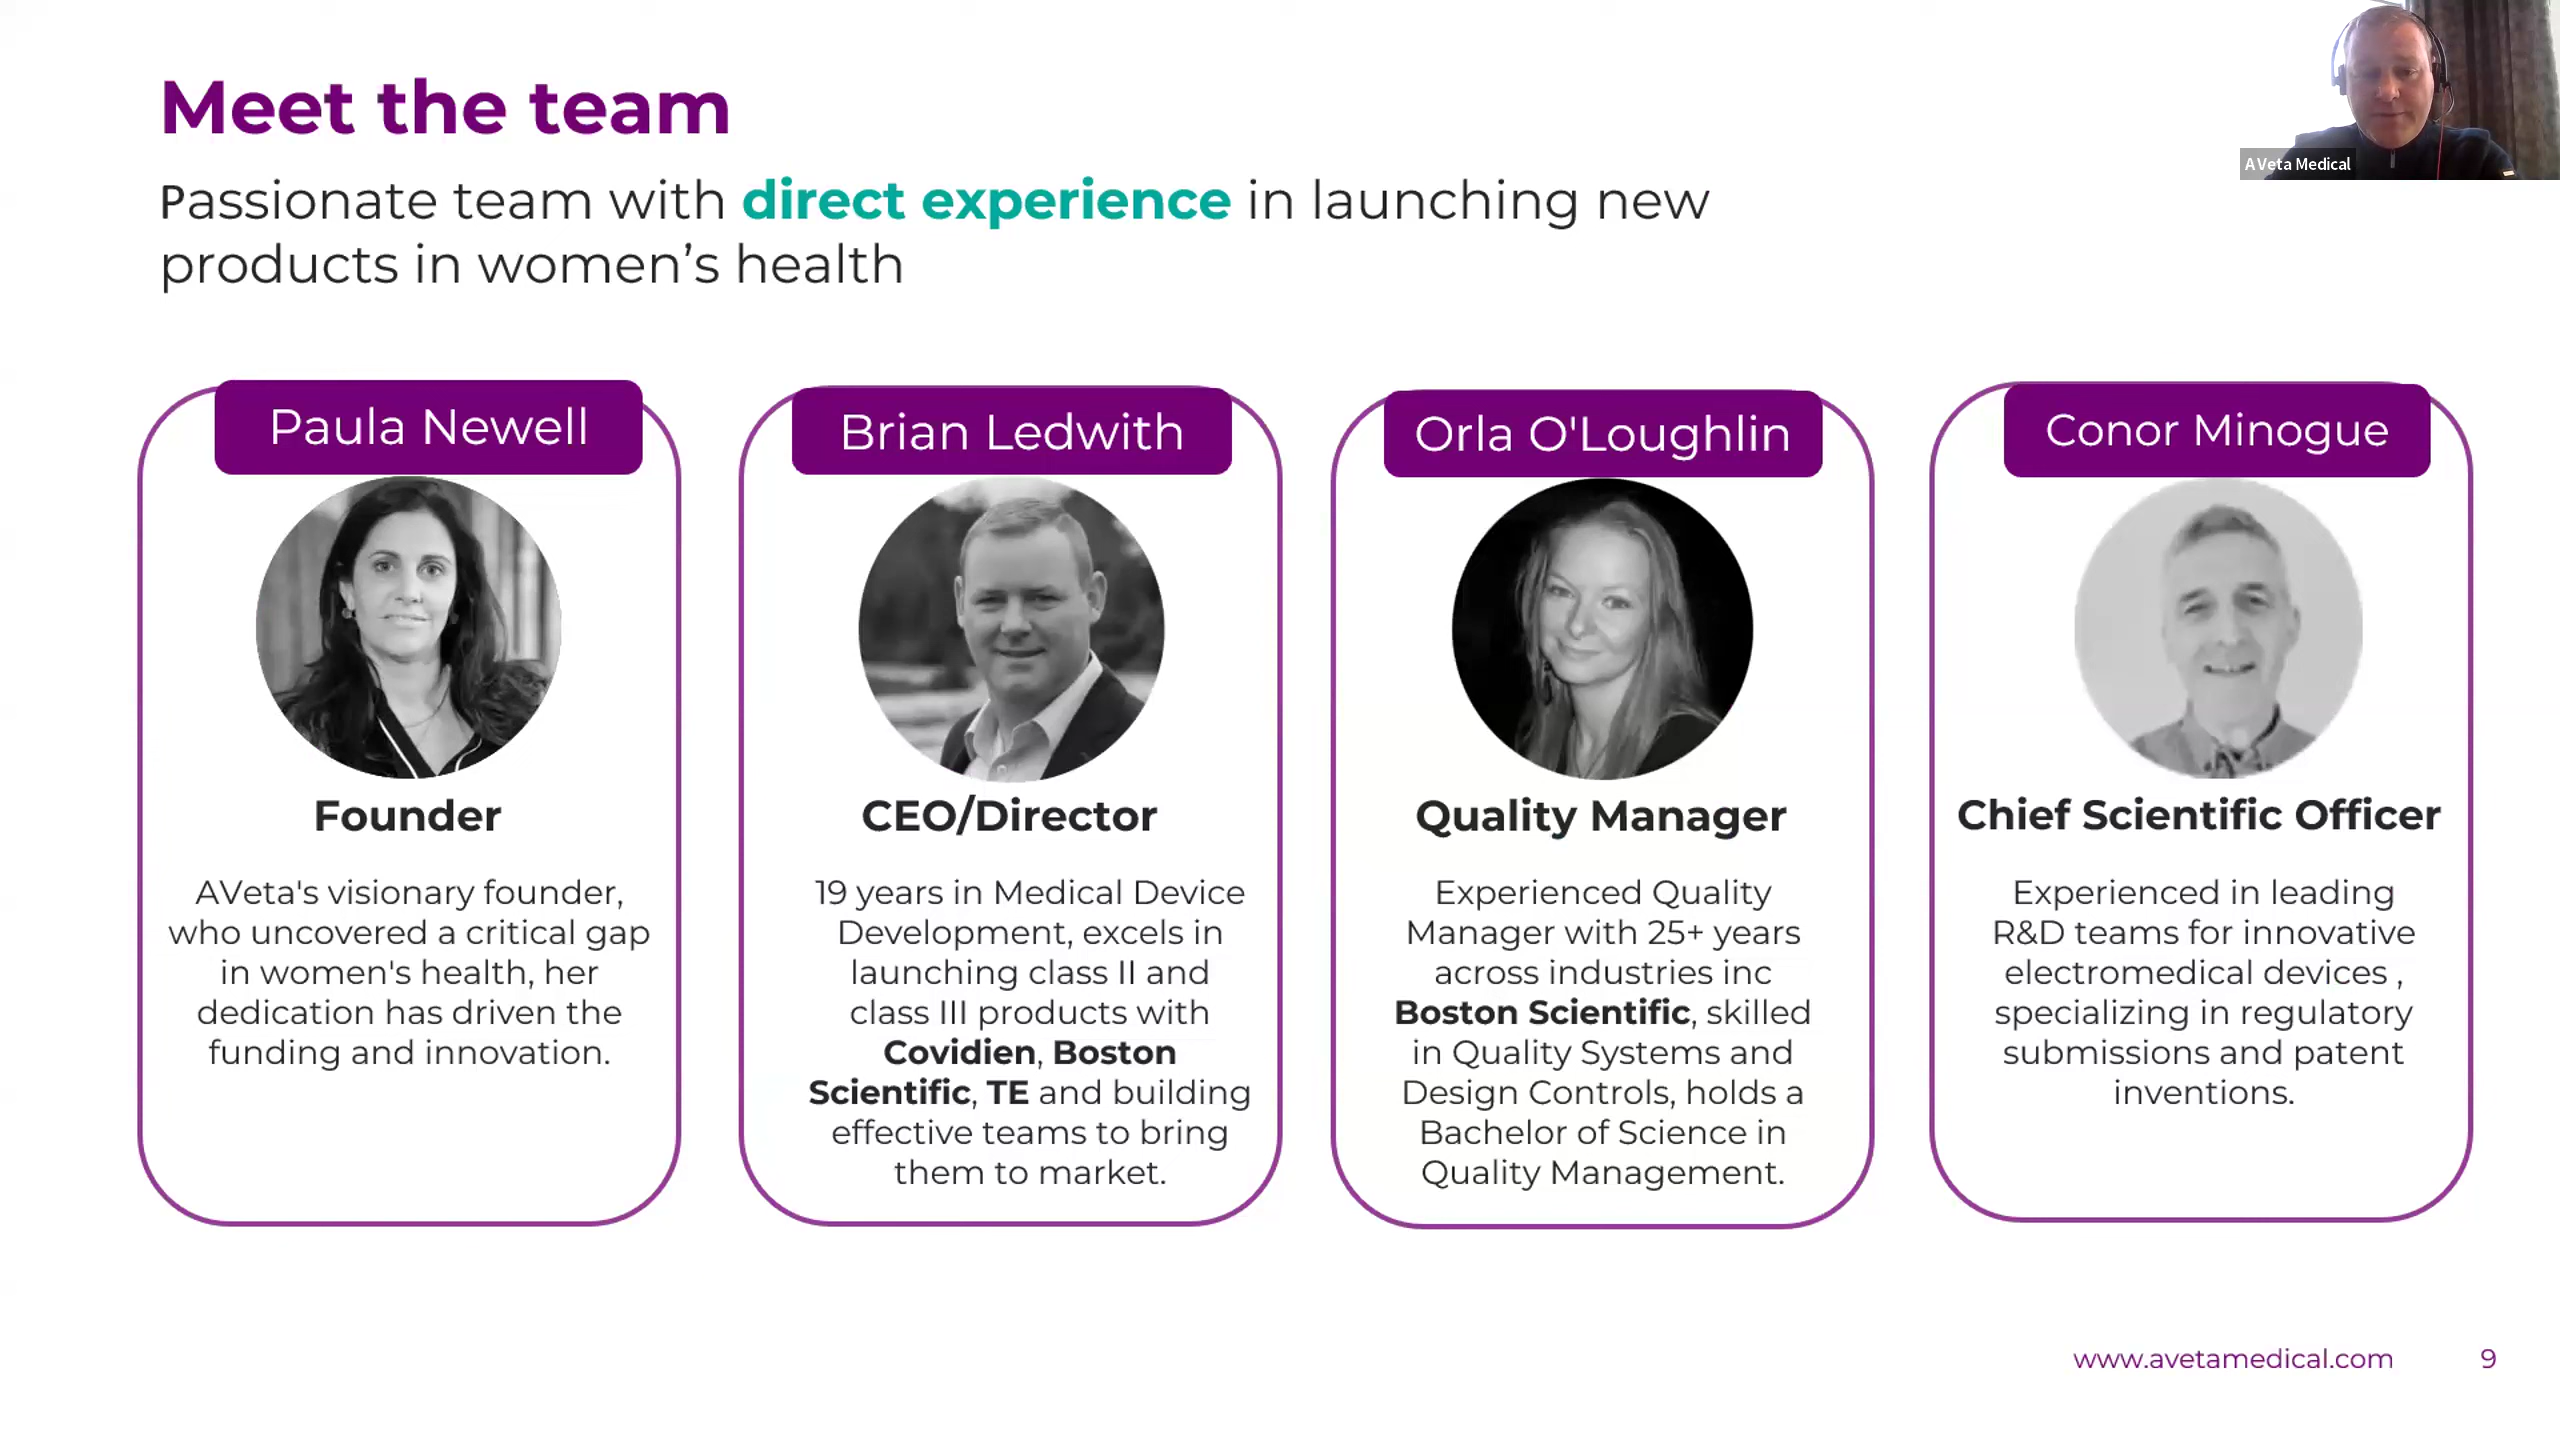 Meet the team
Passionate team with direct experience in launching new
products in women’s health
A Veta Medical
Paula Newell
Founder
AVeta's visionary founder,
who uncovered a critical gap
in women's health, her
dedication has driven the
funding and innovation.
Brian Ledwith
CEO/Director
19 years in Medical Device
Development, excels in
launching class II and
class III products with
Covidien, Boston
Scientific, TE and building
effective teams to bring
them to market.
Orla O'Loughlin
Quality Manager
Experienced Quality
Manager with 25+ years
across industries inc
Boston Scientific, skilled
in Quality Systems and
Design Controls, holds a
Bachelor of Science in
Quality Management.
Conor Minogue
Chief Scientific Officer
Experienced in leading
R&D teams for innovative
electromedical devices ,
specializing in regulatory
submissions and patent
inventions.
www.avetamedical.com
9